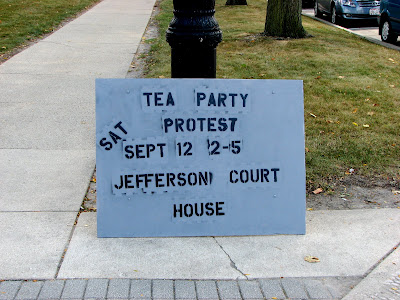 TEA PARTY
PROTEST
SAT SEPT 12 2-5
JEFFERSON COURT
HOUSE